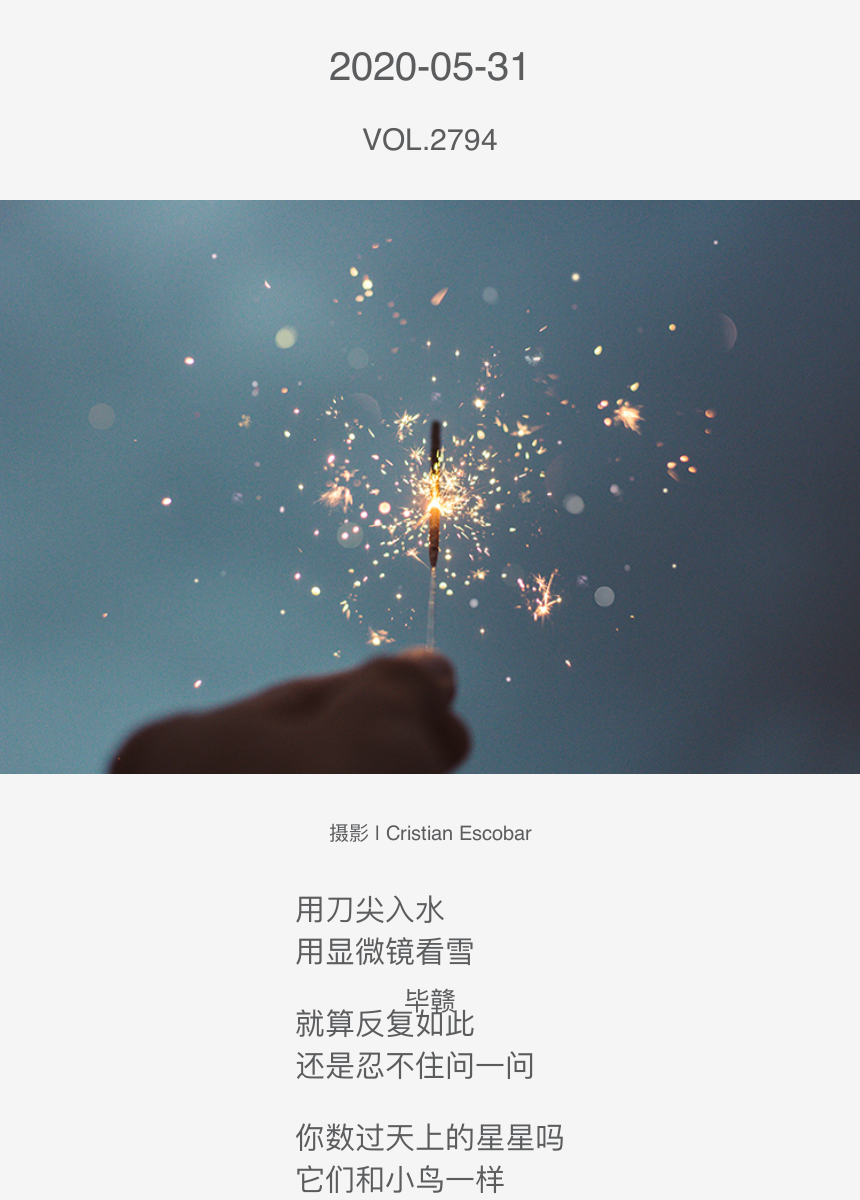 2020-05-31
VOL.2794
摄影 l Cristian Escobar
用刀尖入水
用显微镜看雪
毕赣
就算反复如此
还是忍不住问一问
你数过天上的星星吗
它们和小鸟一样